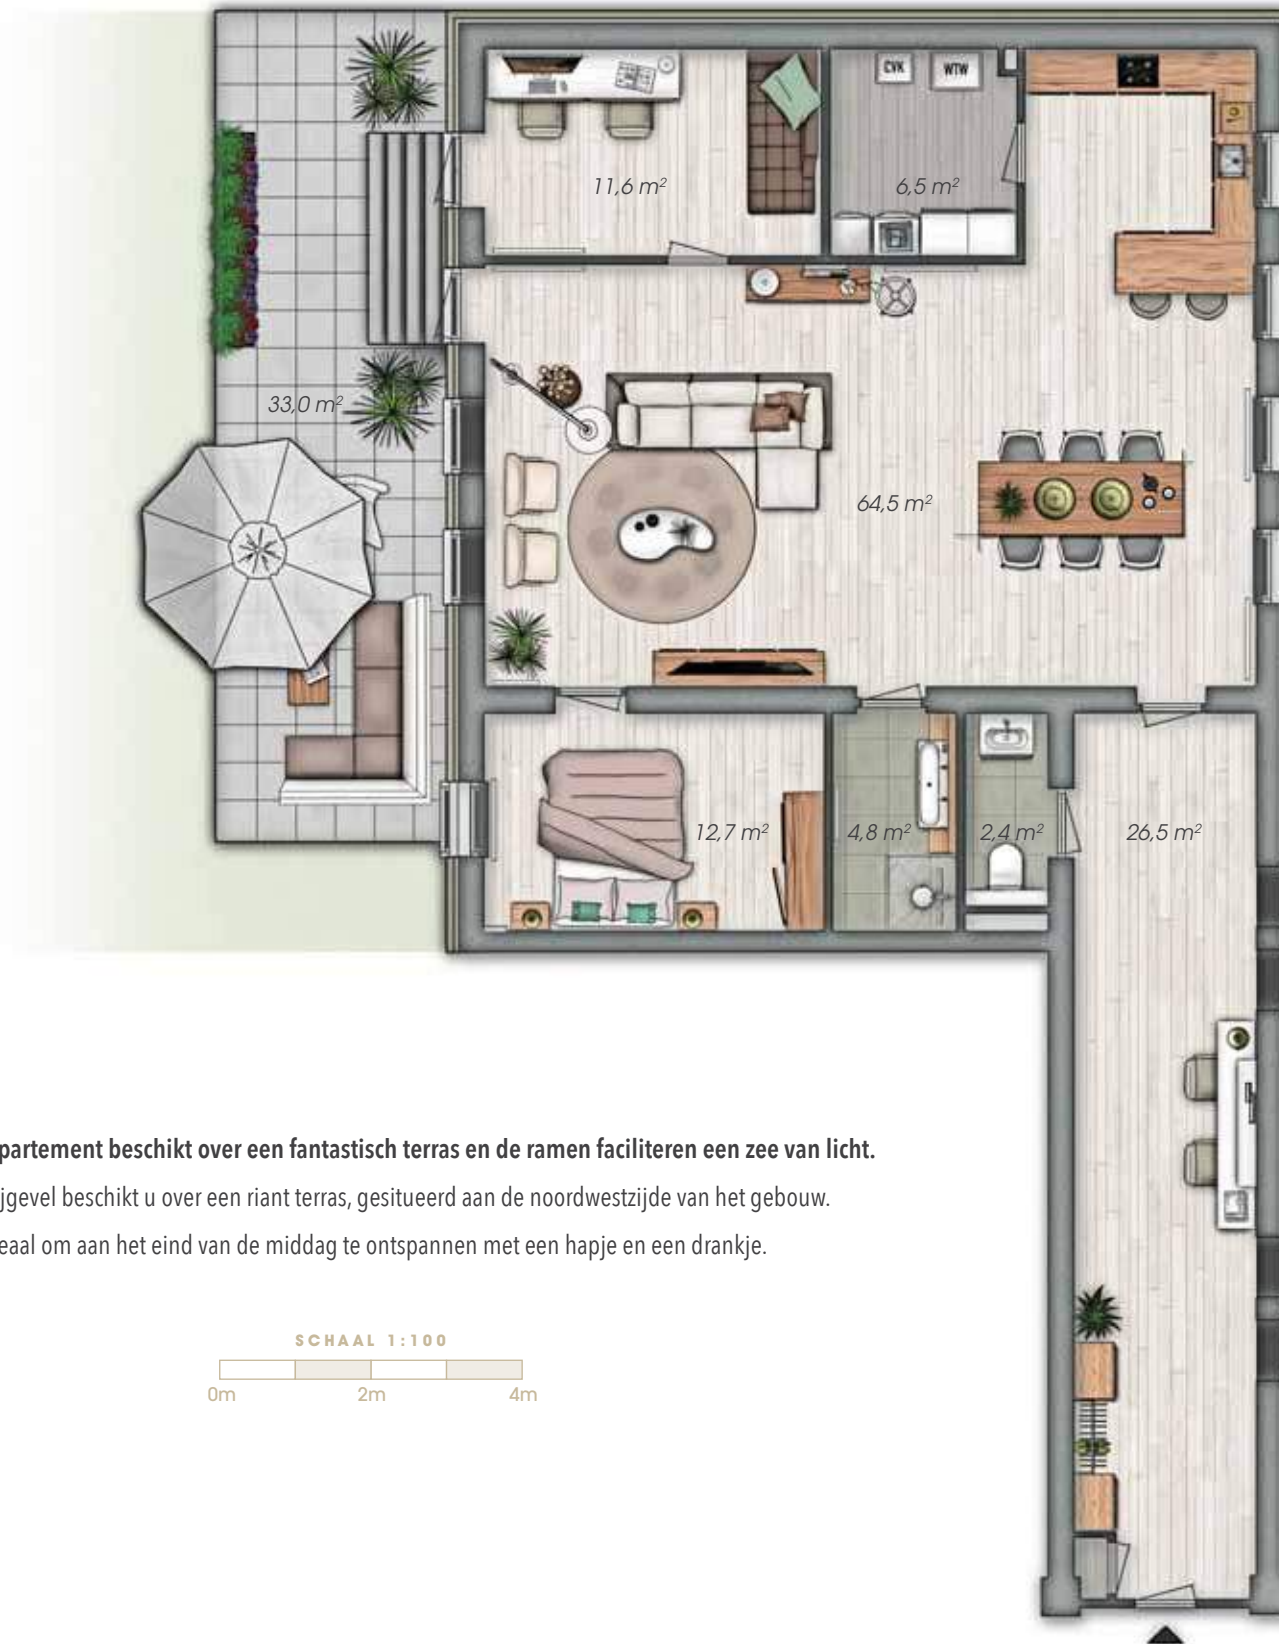 CVK
WTW
11,6 m²
6,5 m²
33,0 m²
64,5 m²
12,7 m²
4,8 m²
2,4 m²
26,5 m²
partement beschikt over een fantastisch terras en de ramen faciliteren een zee van licht.
jgevel beschikt u over een riant terras, gesitueerd aan de noordwestzijde van het gebouw.
eaal om aan het eind van de middag te ontspannen met een hapje en een drankje.
SCHAAL 1:100
0m 2m 4m